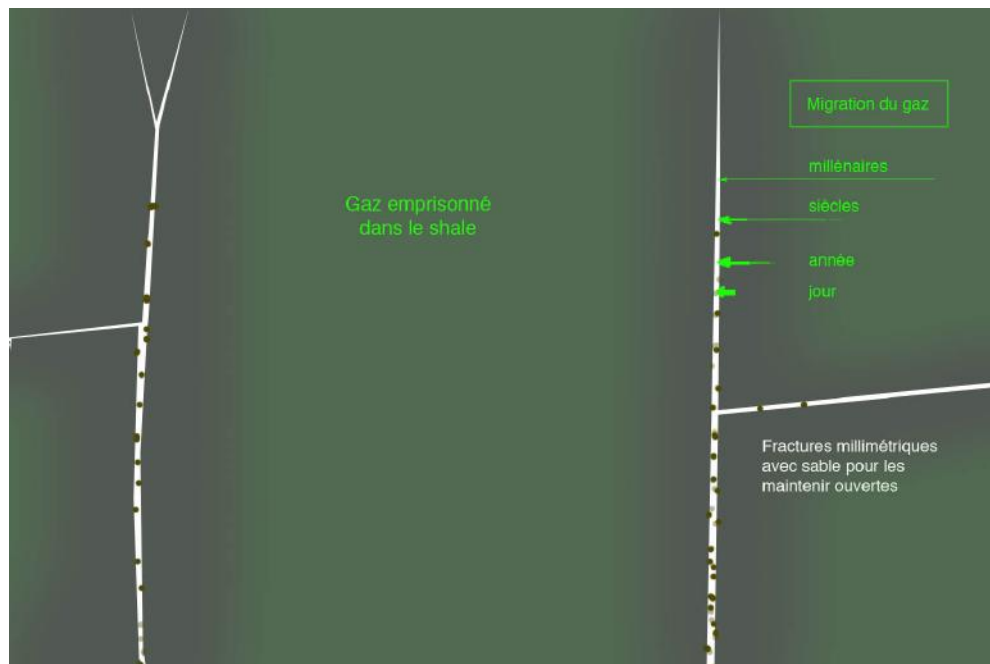 Migration du gaz
millénaires
siècles
année
jour
Gaz emprisonné
dans le shale
Fractures millimétriques
avec sable pour les
maintenir ouvertes